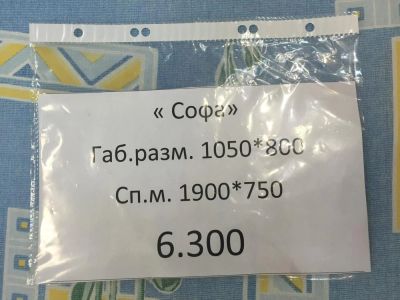 « Софа»
Габ.разм. 1050*800
Сп.м. 1900*750
6.300